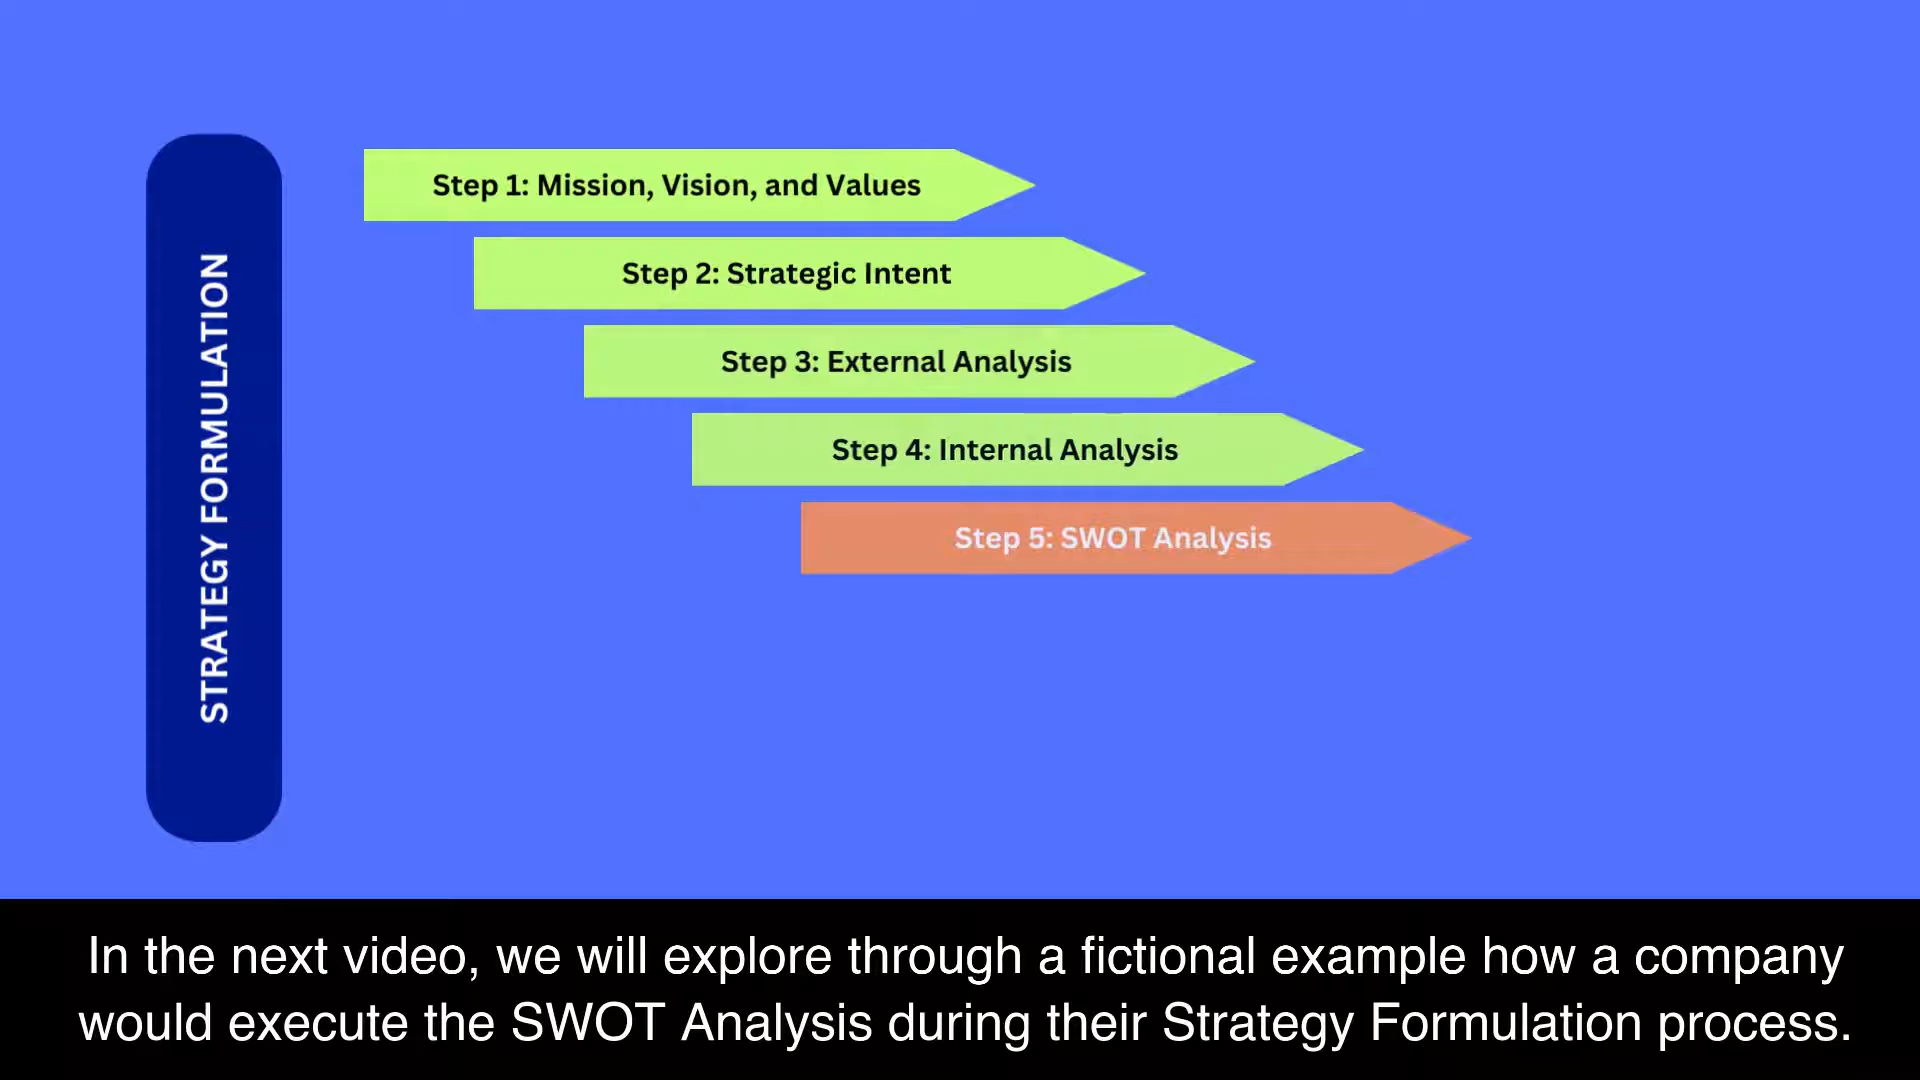 STRATEGY FORMULATION
Step 1: Mission, Vision, and Values
Step 2: Strategic Intent
Step 3: External Analysis
Step 4: Internal Analysis
Step 5: SWOT Analysis
In the next video, we will explore through a fictional example how a company
would execute the SWOT Analysis during their Strategy Formulation process.